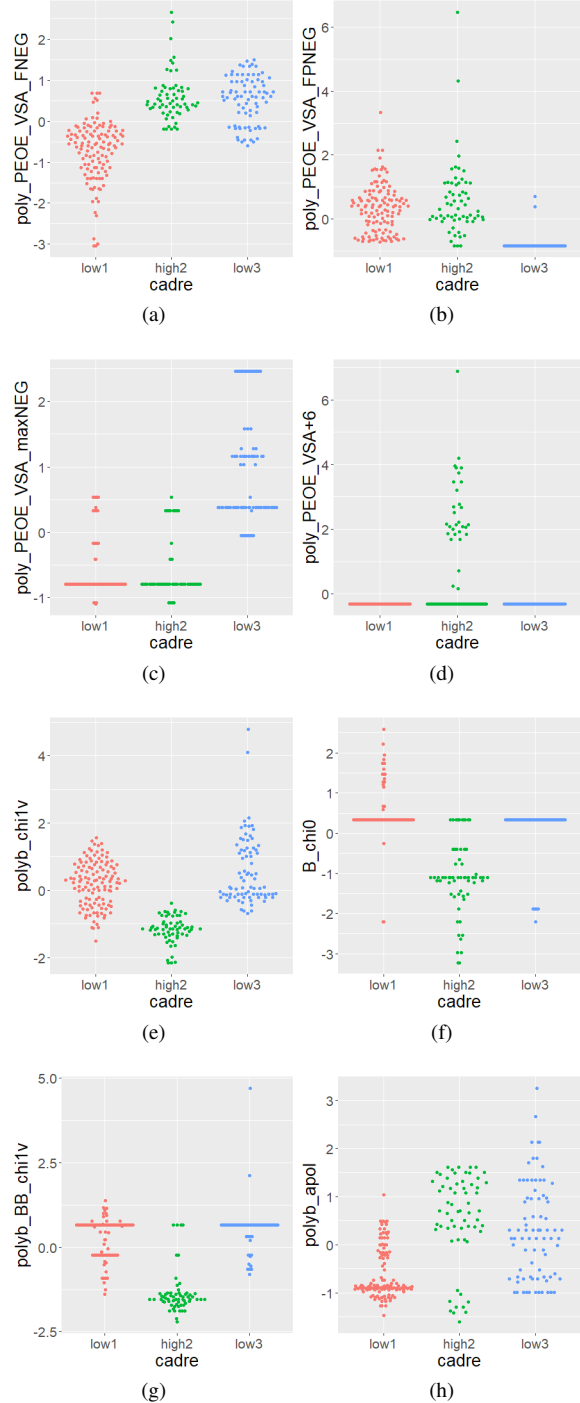 poly_PEOE_VSA_FNEG
2
1
0
-1
-2
-3
low1 high2 low3
cadre
(a)
poly_PEOE_VSA_FPNEG
6
4
2
0
low1 high2 low3
cadre
(b)
poly_PEOE_VSA_maxNEG
2
1
0
-1
low1 high2 low3
cadre
(c)
poly_PEOE_VSA+6
6
4
2
0
low1 high2 low3
cadre
(d)
polyb_chi1v
4
2
0
-2
low1 high2 low3
cadre
(e)
B_chi0
2
1
0
-1
-2
-3
low1 high2 low3
cadre
(f)
polyb_BB_chi1v
5.0
2.5
0.0
-2.5
low1 high2 low3
cadre
(g)
polyb_apol
3
2
1
0
-1
low1 high2 low3
cadre
(h)